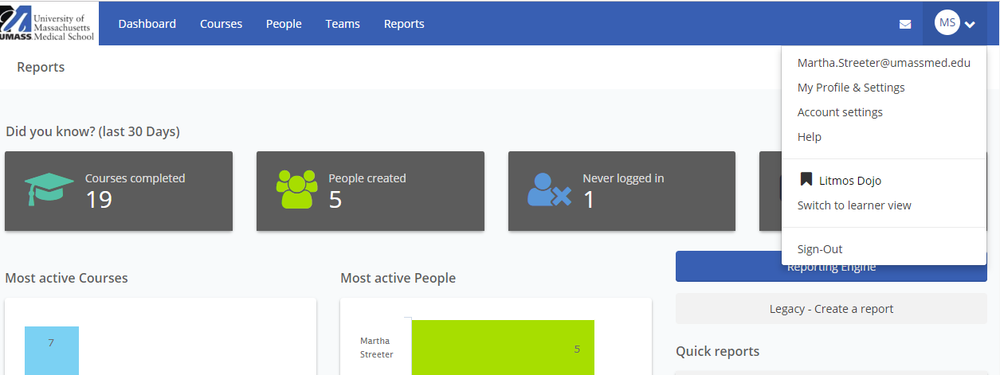 University of
Massachusetts
UMASS Medical School
Dashboard Courses People Teams Reports
MS
Reports
Martha.Streeter@umassmed.edu
My Profile & Settings
Account settings
Help
Litmos Dojo
Switch to learner view
Sign-Out
Did you know? (last 30 Days)
Courses completed
19
People created
5
Never logged in
1
Most active Courses
7
Most active People
Martha
Streeter
5
Reporting Engine
Legacy - Create a report
Quick reports